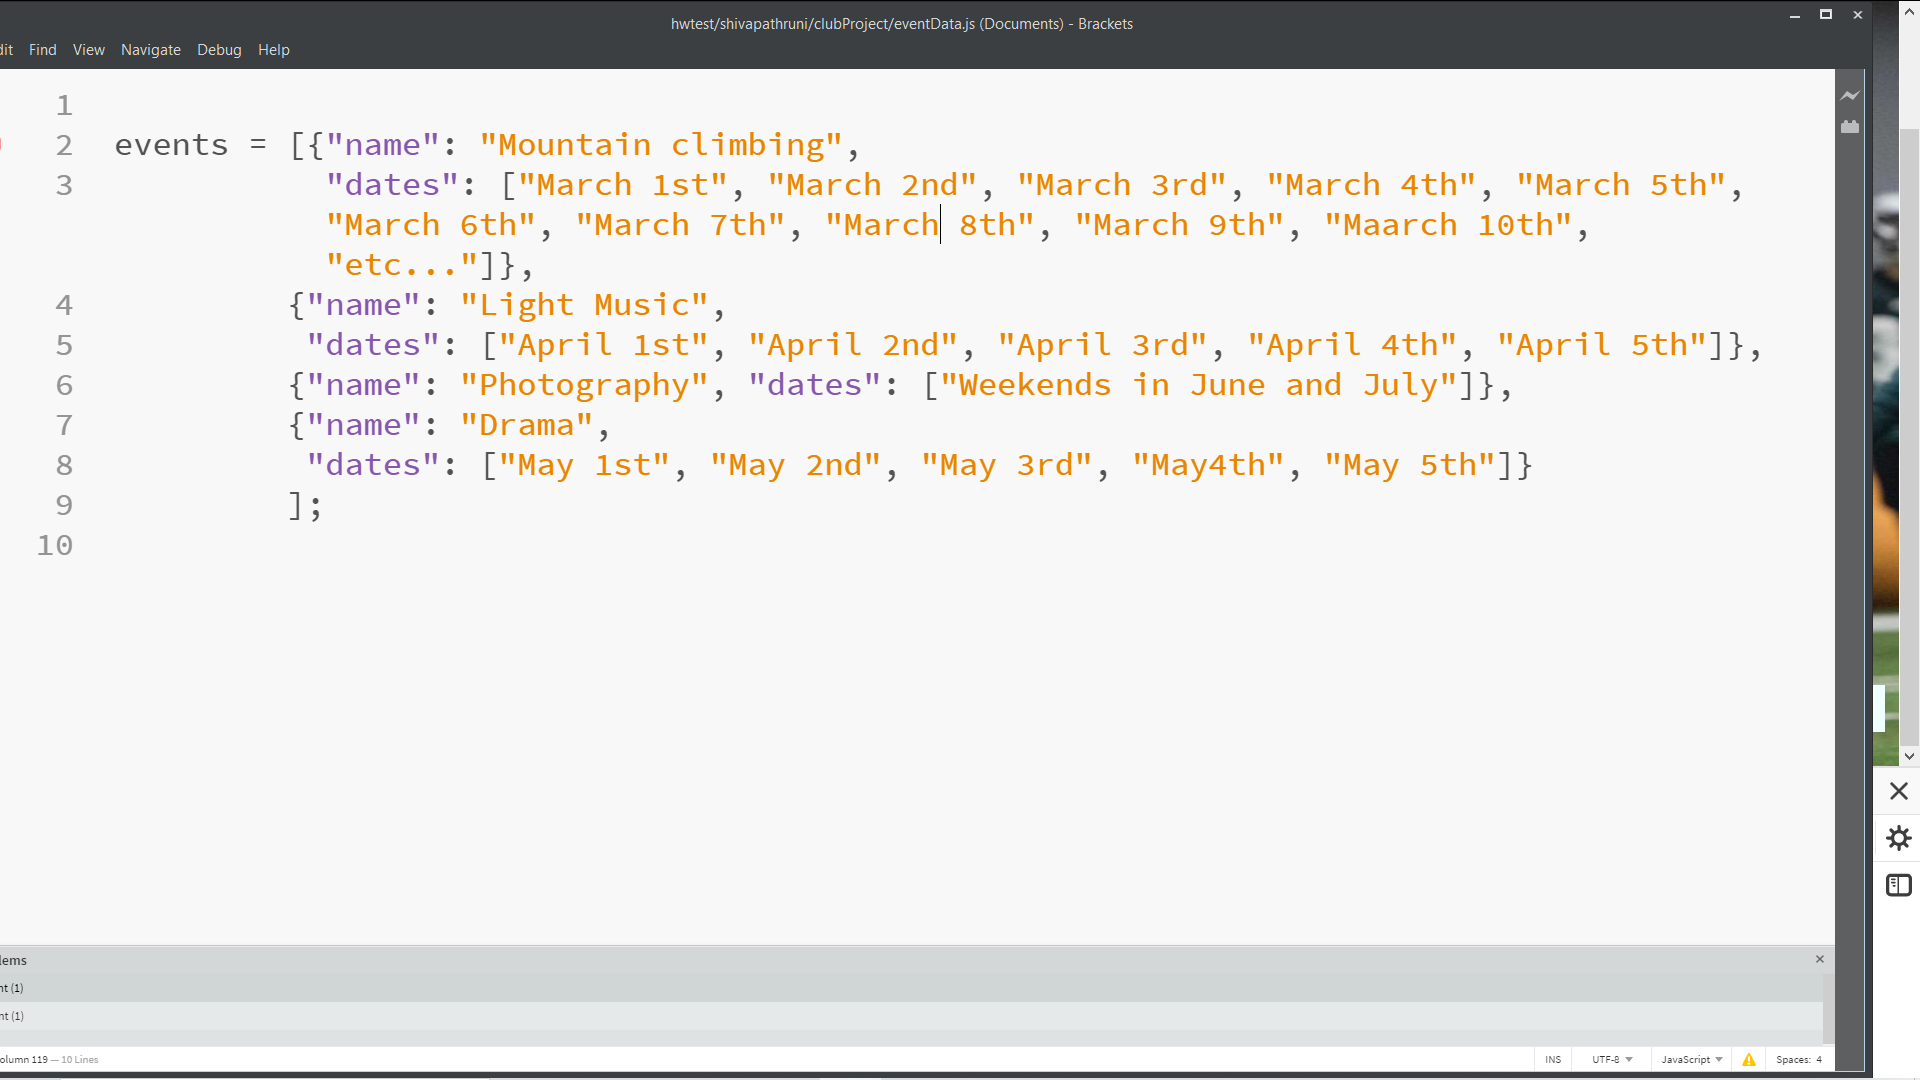 hwtest/shivapathruni/clubProject/eventData.js (Documents) - Brackets
dit Find View Navigate Debug Help
1
2 events = [{"name": "Mountain climbing",
3 "dates": ["March 1st", "March 2nd", "March 3rd", "March 4th", "March 5th",
"March 6th", "March 7th", "March 8th", "March 9th", "Maarch 10th",
"etc..."]},
4 {"name": "Light Music",
5 "dates": ["April 1st", "April 2nd", "April 3rd", "April 4th", "April 5th"]},
6 {"name": "Photography", "dates": ["Weekends in June and July"]},
7 {"name": "Drama",
8 "dates": ["May 1st", "May 2nd", "May 3rd", "May4th", "May 5th"]}
9 ];
10
lems
nt (1)
nt (1)
olumn 119 — 10 Lines
INS UTF-8 JavaScript Spaces: 4